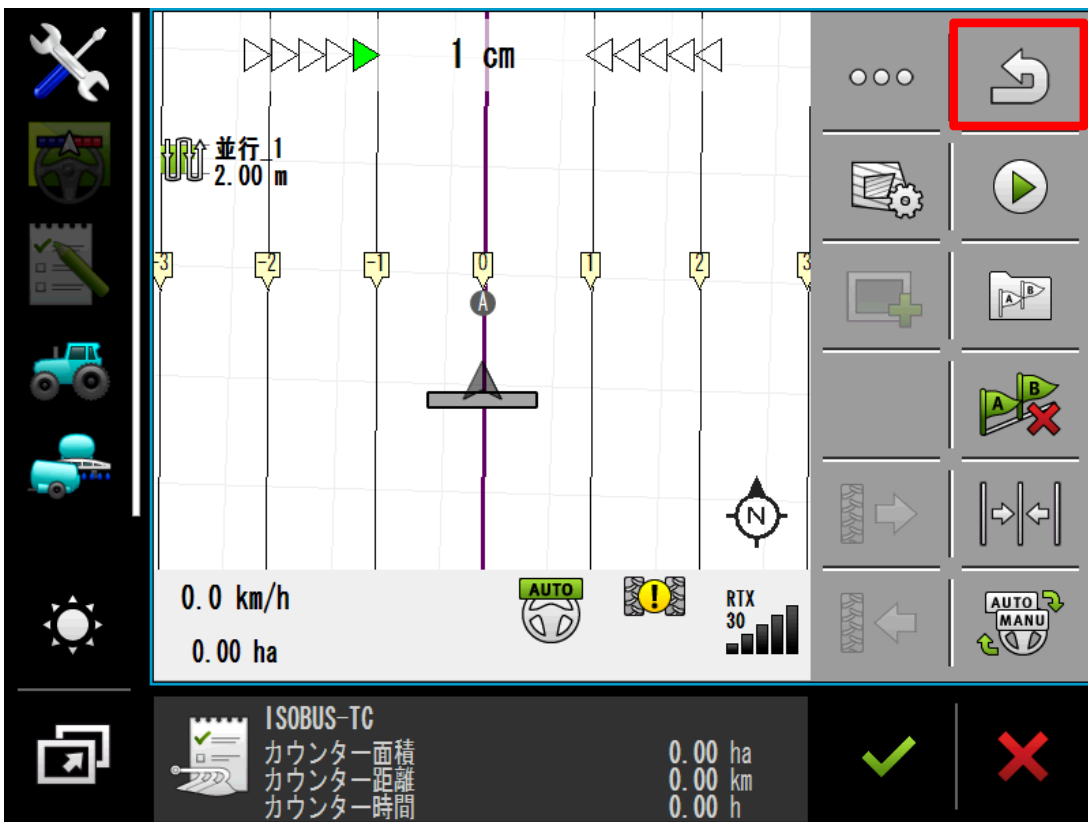 1 cm
並行_1
2.00 m
-3
-2
-1
0
1
2
3
A
N
0.0 km/h
0.00 ha
AUTO
!
RTX
30
A B
A B
AUTO
MANU
ISOBUS-TC
カウンター面積 0.00 ha
カウンター距離 0.00 km
カウンター時間 0.00 h